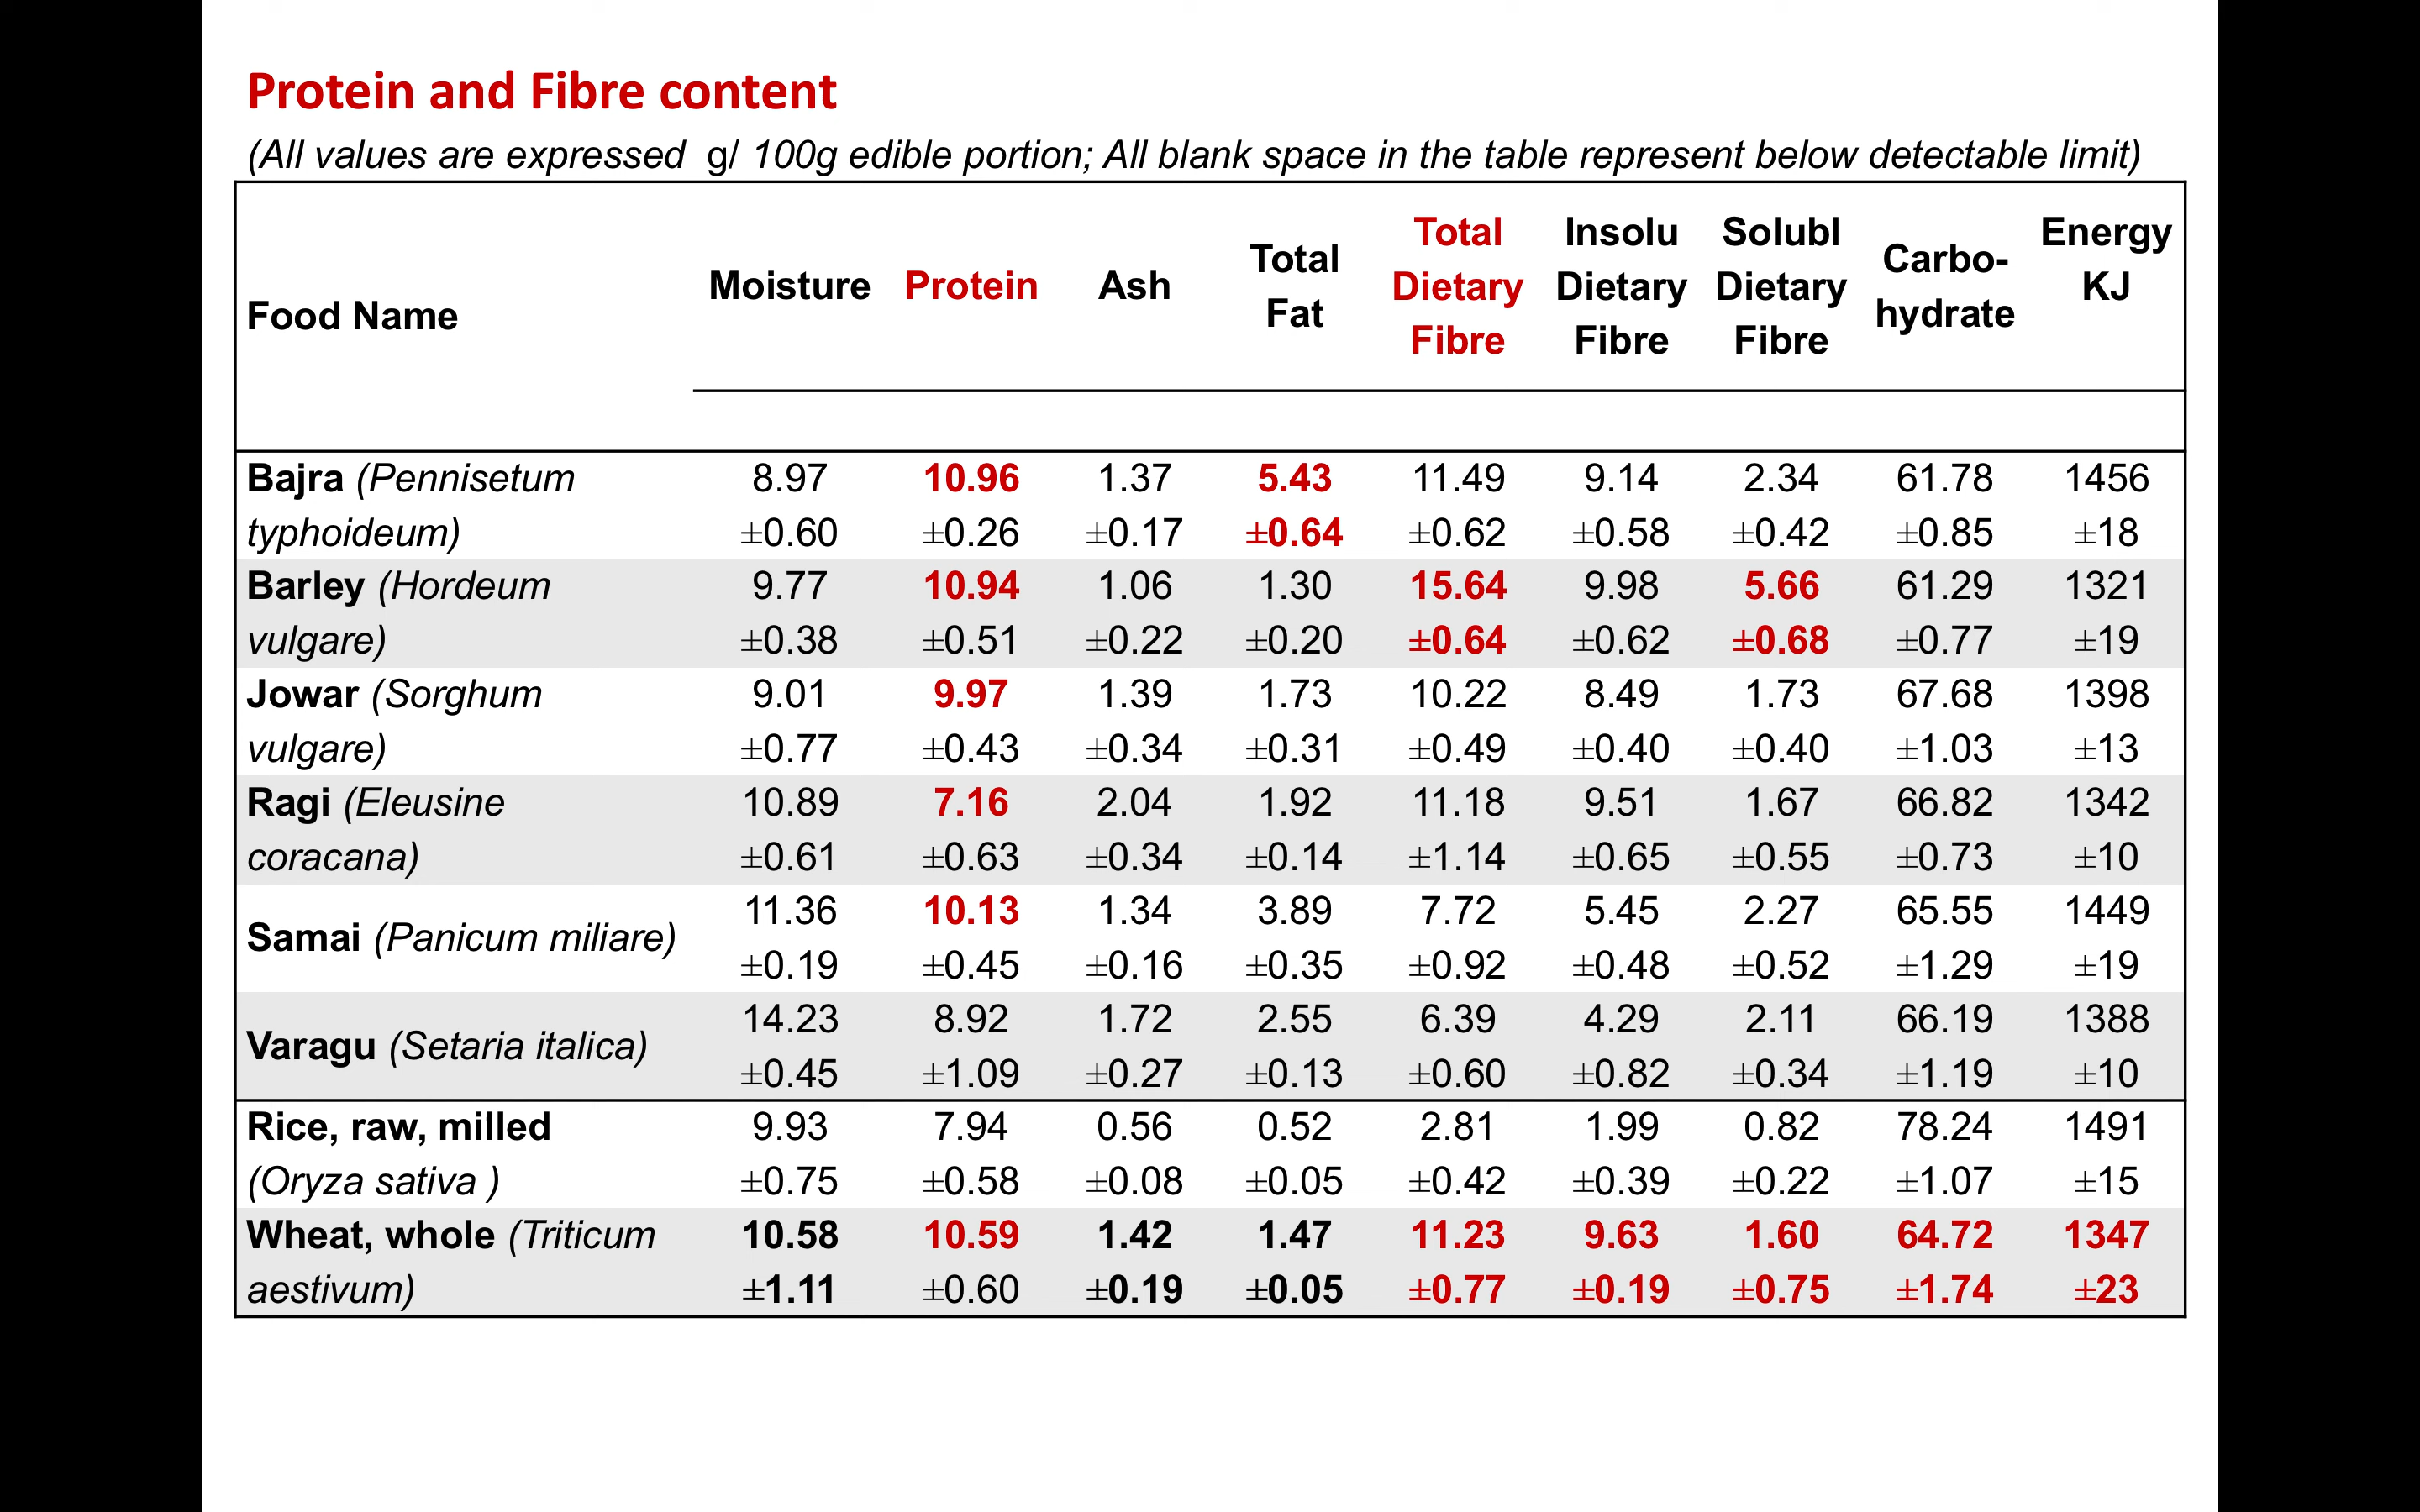 Protein and Fibre content
(All values are expressed g/ 100g edible portion; All blank space in the table represent below detectable limit)
Food Name Moisture Protein Ash Total Fat Total Dietary Fibre Insolu Dietary Fibre Solubl Dietary Fibre Carbo-hydrate Energy KJ
Bajra (Pennisetum 8.97 10.96 1.37 5.43 11.49 9.14 2.34 61.78 1456
typhoideum) ±0.60 ±0.26 ±0.17 ±0.64 ±0.62 ±0.58 ±0.42 ±0.85 ±18
Barley (Hordeum 9.77 10.94 1.06 1.30 15.64 9.98 5.66 61.29 1321
vulgare) ±0.38 ±0.51 ±0.22 ±0.20 ±0.64 ±0.62 ±0.68 ±0.77 ±19
Jowar (Sorghum 9.01 9.97 1.39 1.73 10.22 8.49 1.73 67.68 1398
vulgare) ±0.77 ±0.43 ±0.34 ±0.31 ±0.49 ±0.40 ±0.40 ±1.03 ±13
Ragi (Eleusine 10.89 7.16 2.04 1.92 11.18 9.51 1.67 66.82 1342
coracana) ±0.61 ±0.63 ±0.34 ±0.14 ±1.14 ±0.65 ±0.55 ±0.73 ±10
Samai (Panicum miliare) 11.36 10.13 1.34 3.89 7.72 5.45 2.27 65.55 1449
±0.19 ±0.45 ±0.16 ±0.35 ±0.92 ±0.48 ±0.52 ±1.29 ±19
Varagu (Setaria italica) 14.23 8.92 1.72 2.55 6.39 4.29 2.11 66.19 1388
±0.45 ±1.09 ±0.27 ±0.13 ±0.60 ±0.82 ±0.34 ±1.19 ±10
Rice, raw, milled 9.93 7.94 0.56 0.52 2.81 1.99 0.82 78.24 1491
(Oryza sativa ) ±0.75 ±0.58 ±0.08 ±0.05 ±0.42 ±0.39 ±0.22 ±1.07 ±15
Wheat, whole (Triticum 10.58 10.59 1.42 1.47 11.23 9.63 1.60 64.72 1347
aestivum) ±1.11 ±0.60 ±0.19 ±0.05 ±0.77 ±0.19 ±0.75 ±1.74 ±23